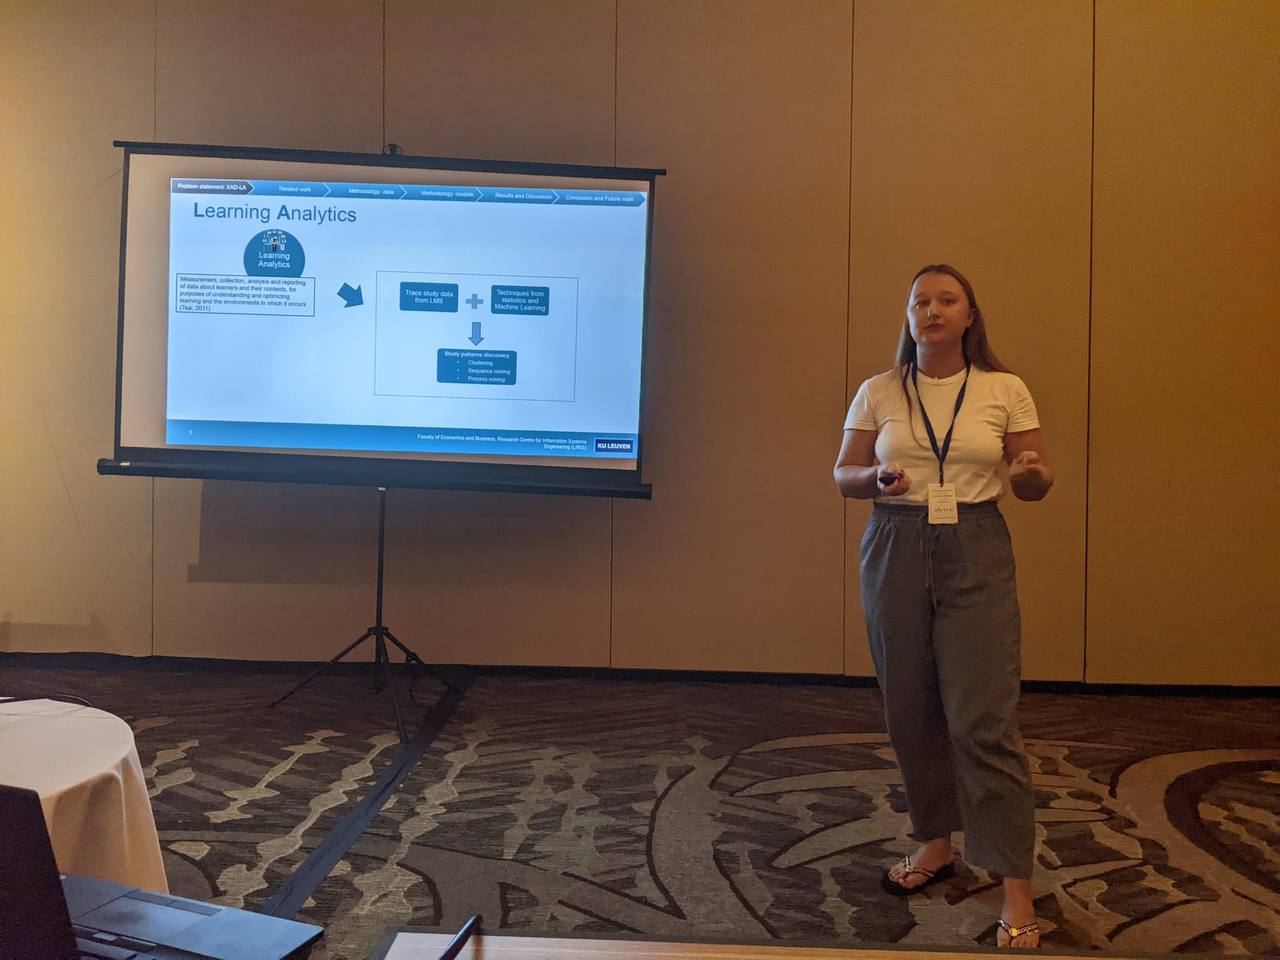 Problem statement: XAD-LA
Related work
Methodology: data
Methodology: models
Results and Discussion
Conclusion and Future work
Learning Analytics
Learning
Analytics
Measurement, collection, analysis and reporting
of data about learners and their contexts, for
purposes of understanding and optimizing
learning and the environments in which it occurs
(Tsai, 2011)
Trace study data
from LMS
Techniques from
statistics and
Machine Learning
Study patterns discovery
• Clustering
• Sequence mining
• Process mining
3
Faculty of Economics and Business, Research Centre for Information Systems
Engineering (LIRIS)
KU LEUVEN